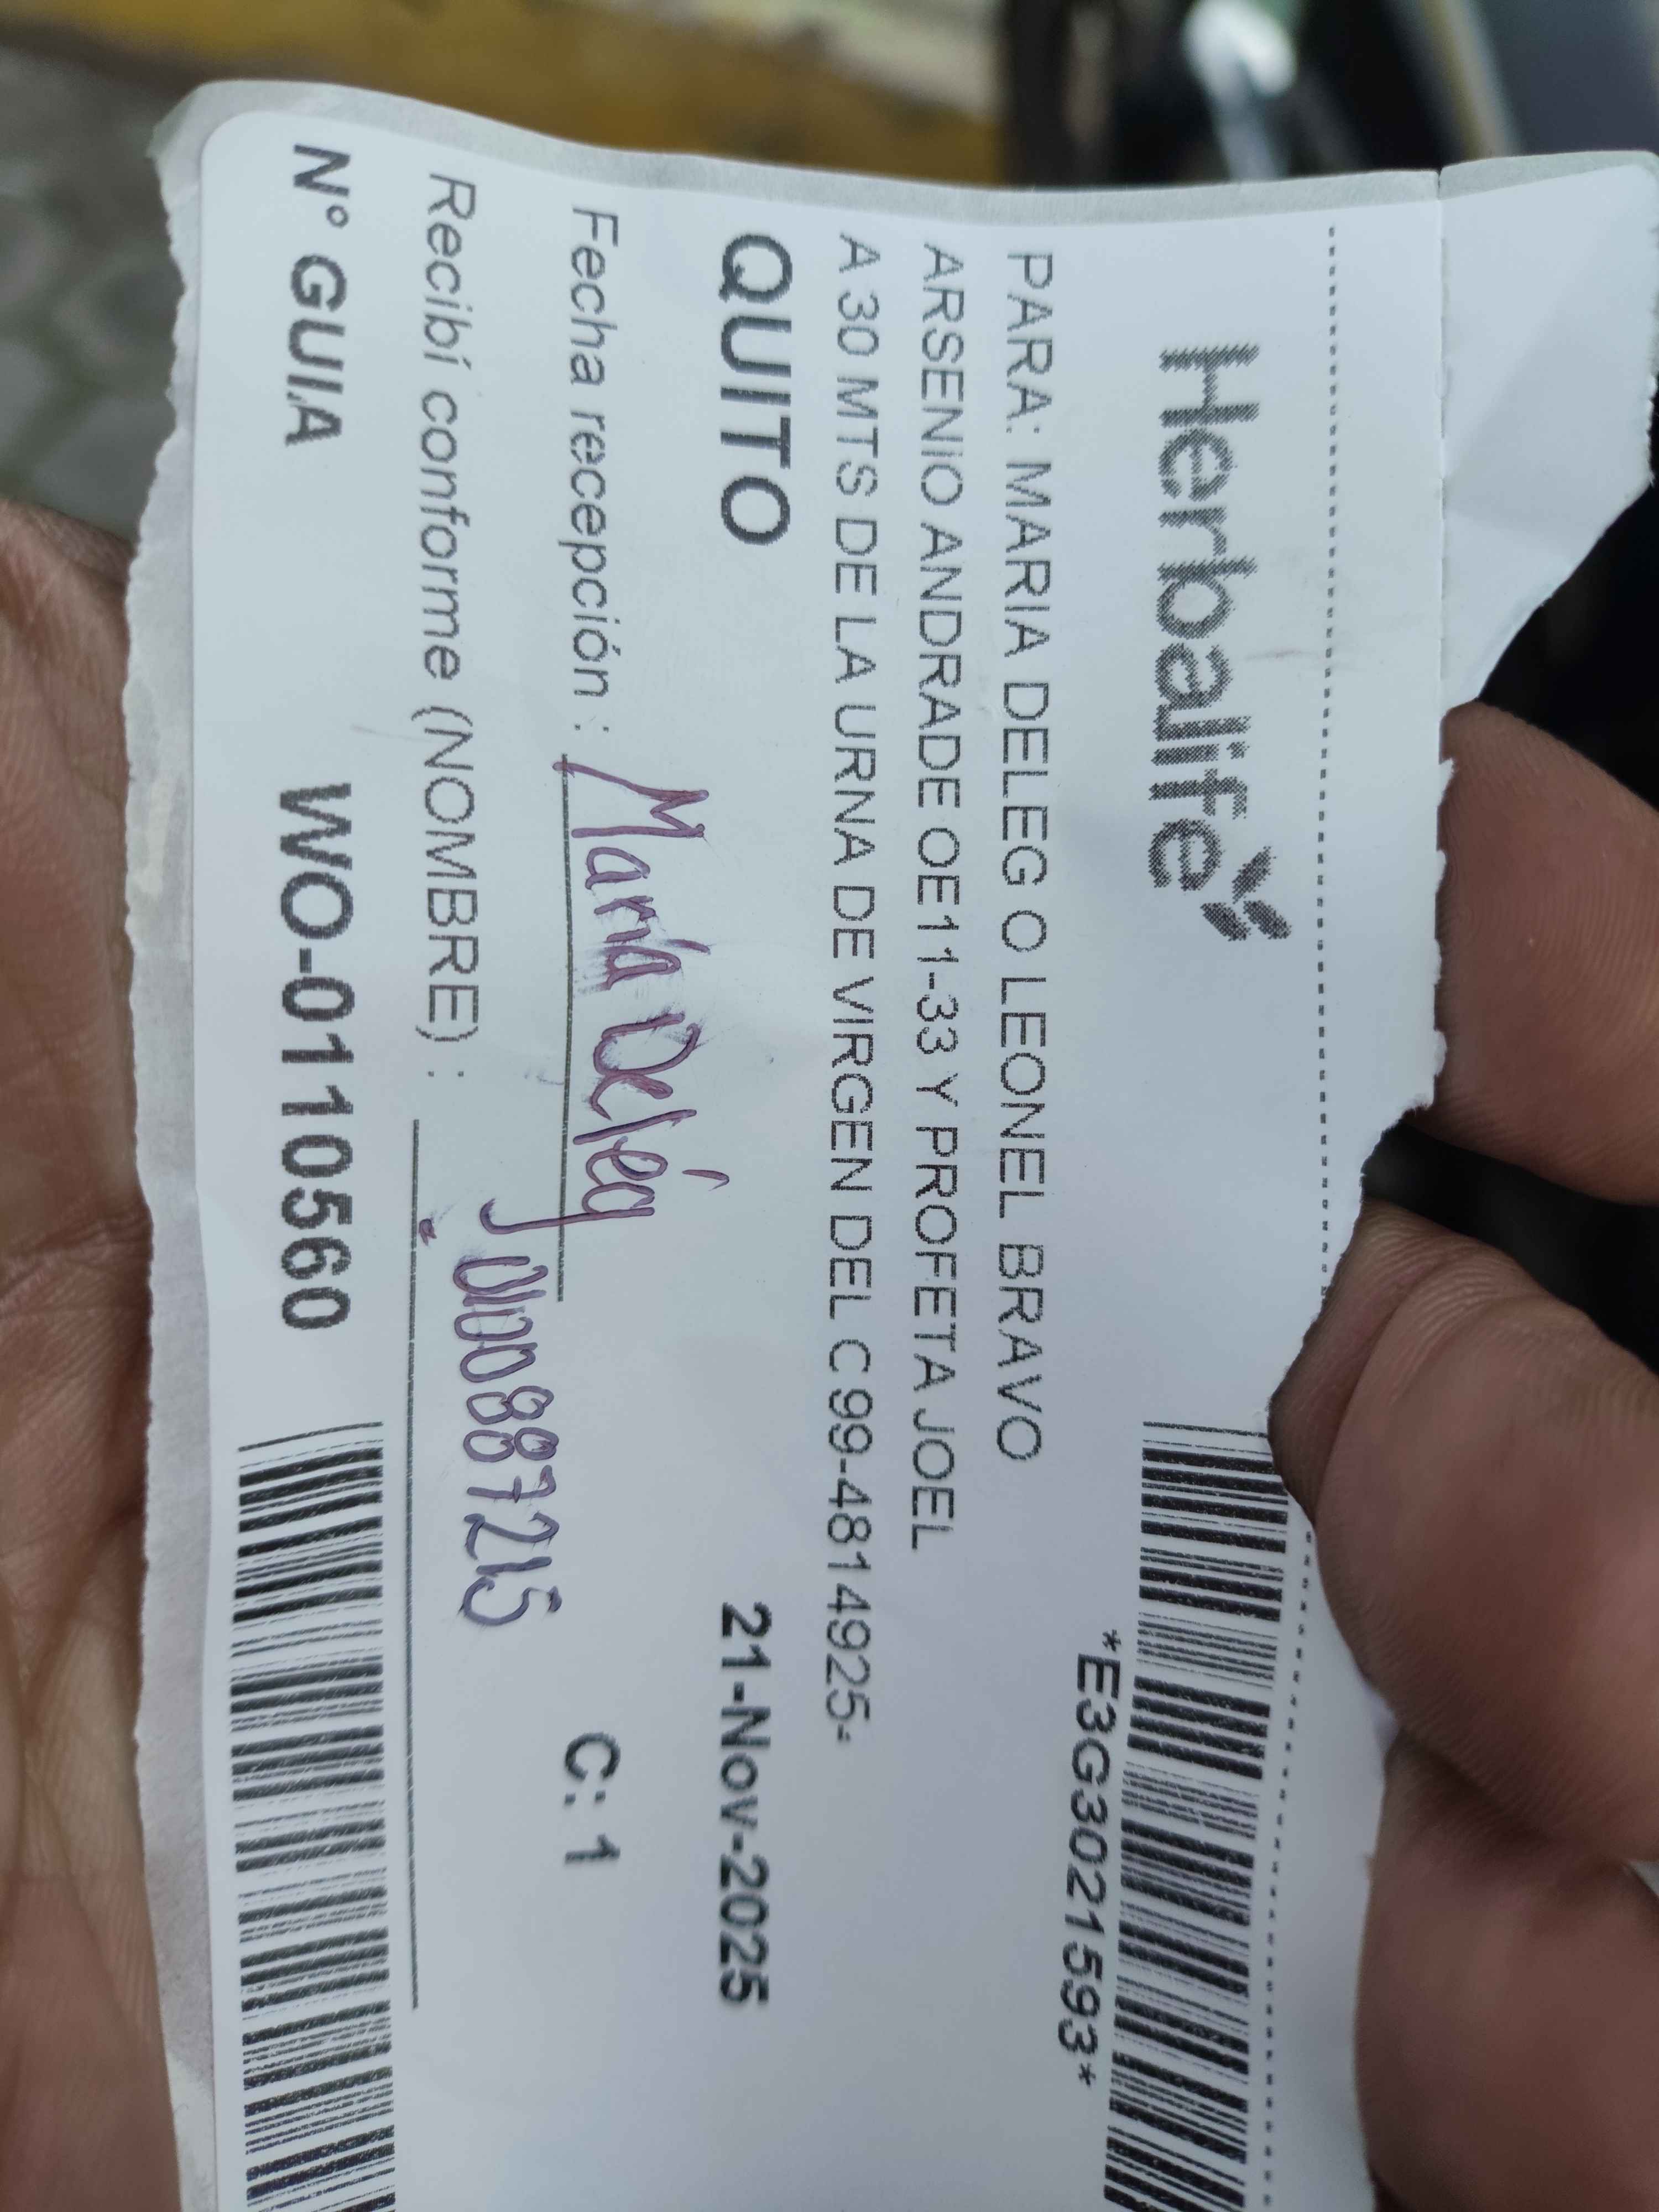 Herbalife
*E3G3021593*
PARA: MARIA DELEG O LEONEL BRAVO
ARSENIO ANDRADE OE11-33 Y PROFETA JOEL
A 30 MTS DE LA URNA DE VIRGEN DEL C 99-4814925-
QUITO 21-Nov-2025
Fecha recepción : María Deleg C: 1
Recibí conforme (NOMBRE) :
N° GUIA WO-0110560